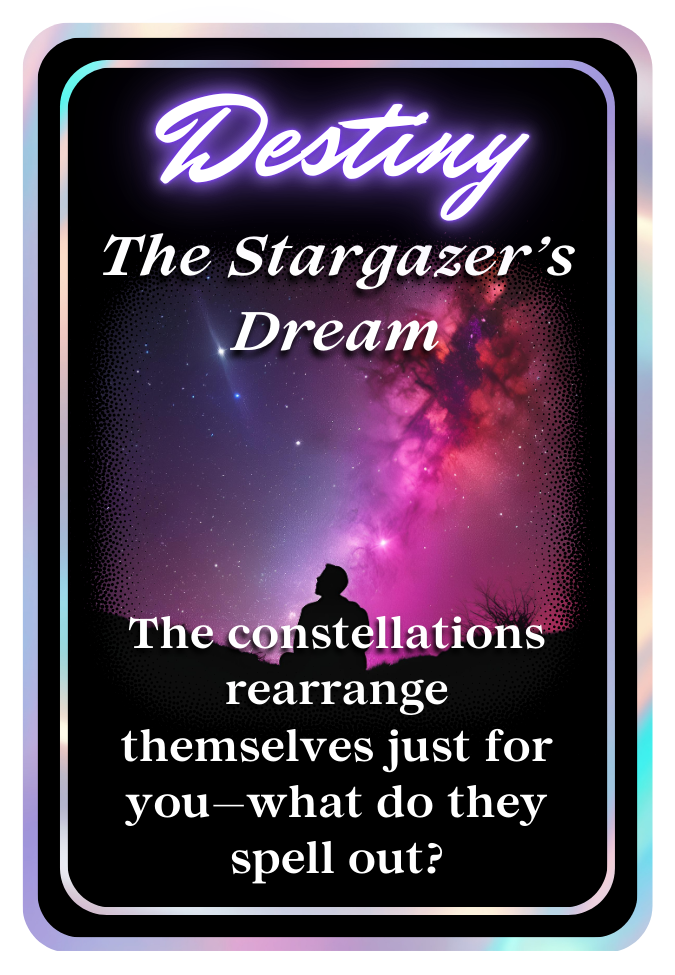 Destiny
The Stargazer’s
Dream
The constellations
rearrange
themselves just for
you—what do they
spell out?